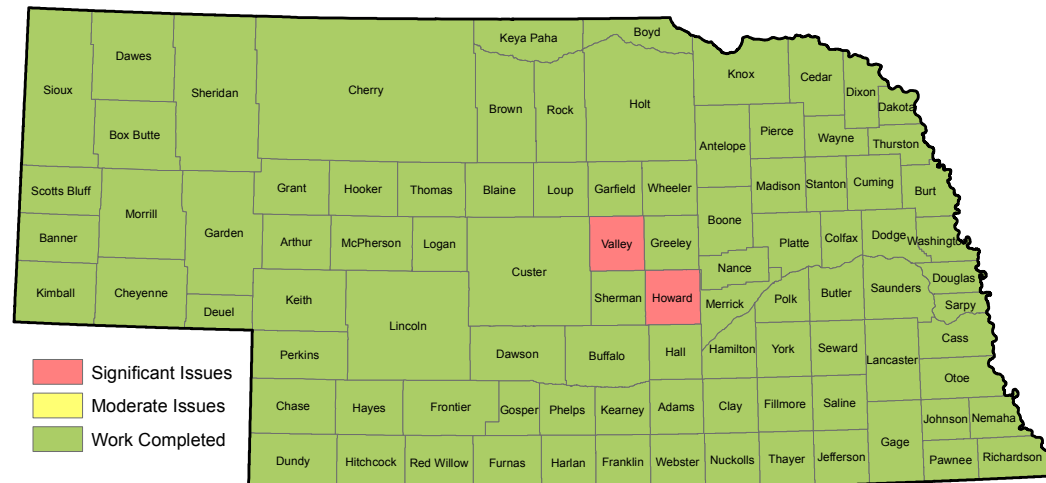 Keya Paha
Boyd
Dawes
Sioux
Sheridan
Cherry
Brown
Rock
Holt
Knox
Cedar
Dixon
Dakota
Box Butte
Antelope
Pierce
Wayne
Thurston
Scotts Bluff
Morrill
Grant
Hooker
Thomas
Blaine
Loup
Garfield
Wheeler
Madison
Stanton
Cuming
Burt
Banner
Garden
Arthur
McPherson
Logan
Custer
Valley
Greeley
Boone
Platte
Colfax
Dodge
Washington
Kimball
Cheyenne
Deuel
Keith
Lincoln
Sherman
Howard
Nance
Merrick
Polk
Butler
Saunders
Douglas
Sarpy
Perkins
Dawson
Buffalo
Hall
Hamilton
York
Seward
Lancaster
Cass
Otoe
Chase
Hayes
Frontier
Gosper
Phelps
Kearney
Adams
Clay
Fillmore
Saline
Gage
Johnson
Nemaha
Dundy
Hitchcock
Red Willow
Furnas
Harlan
Franklin
Webster
Nuckolls
Thayer
Jefferson
Pawnee
Richardson
Significant Issues
Moderate Issues
Work Completed